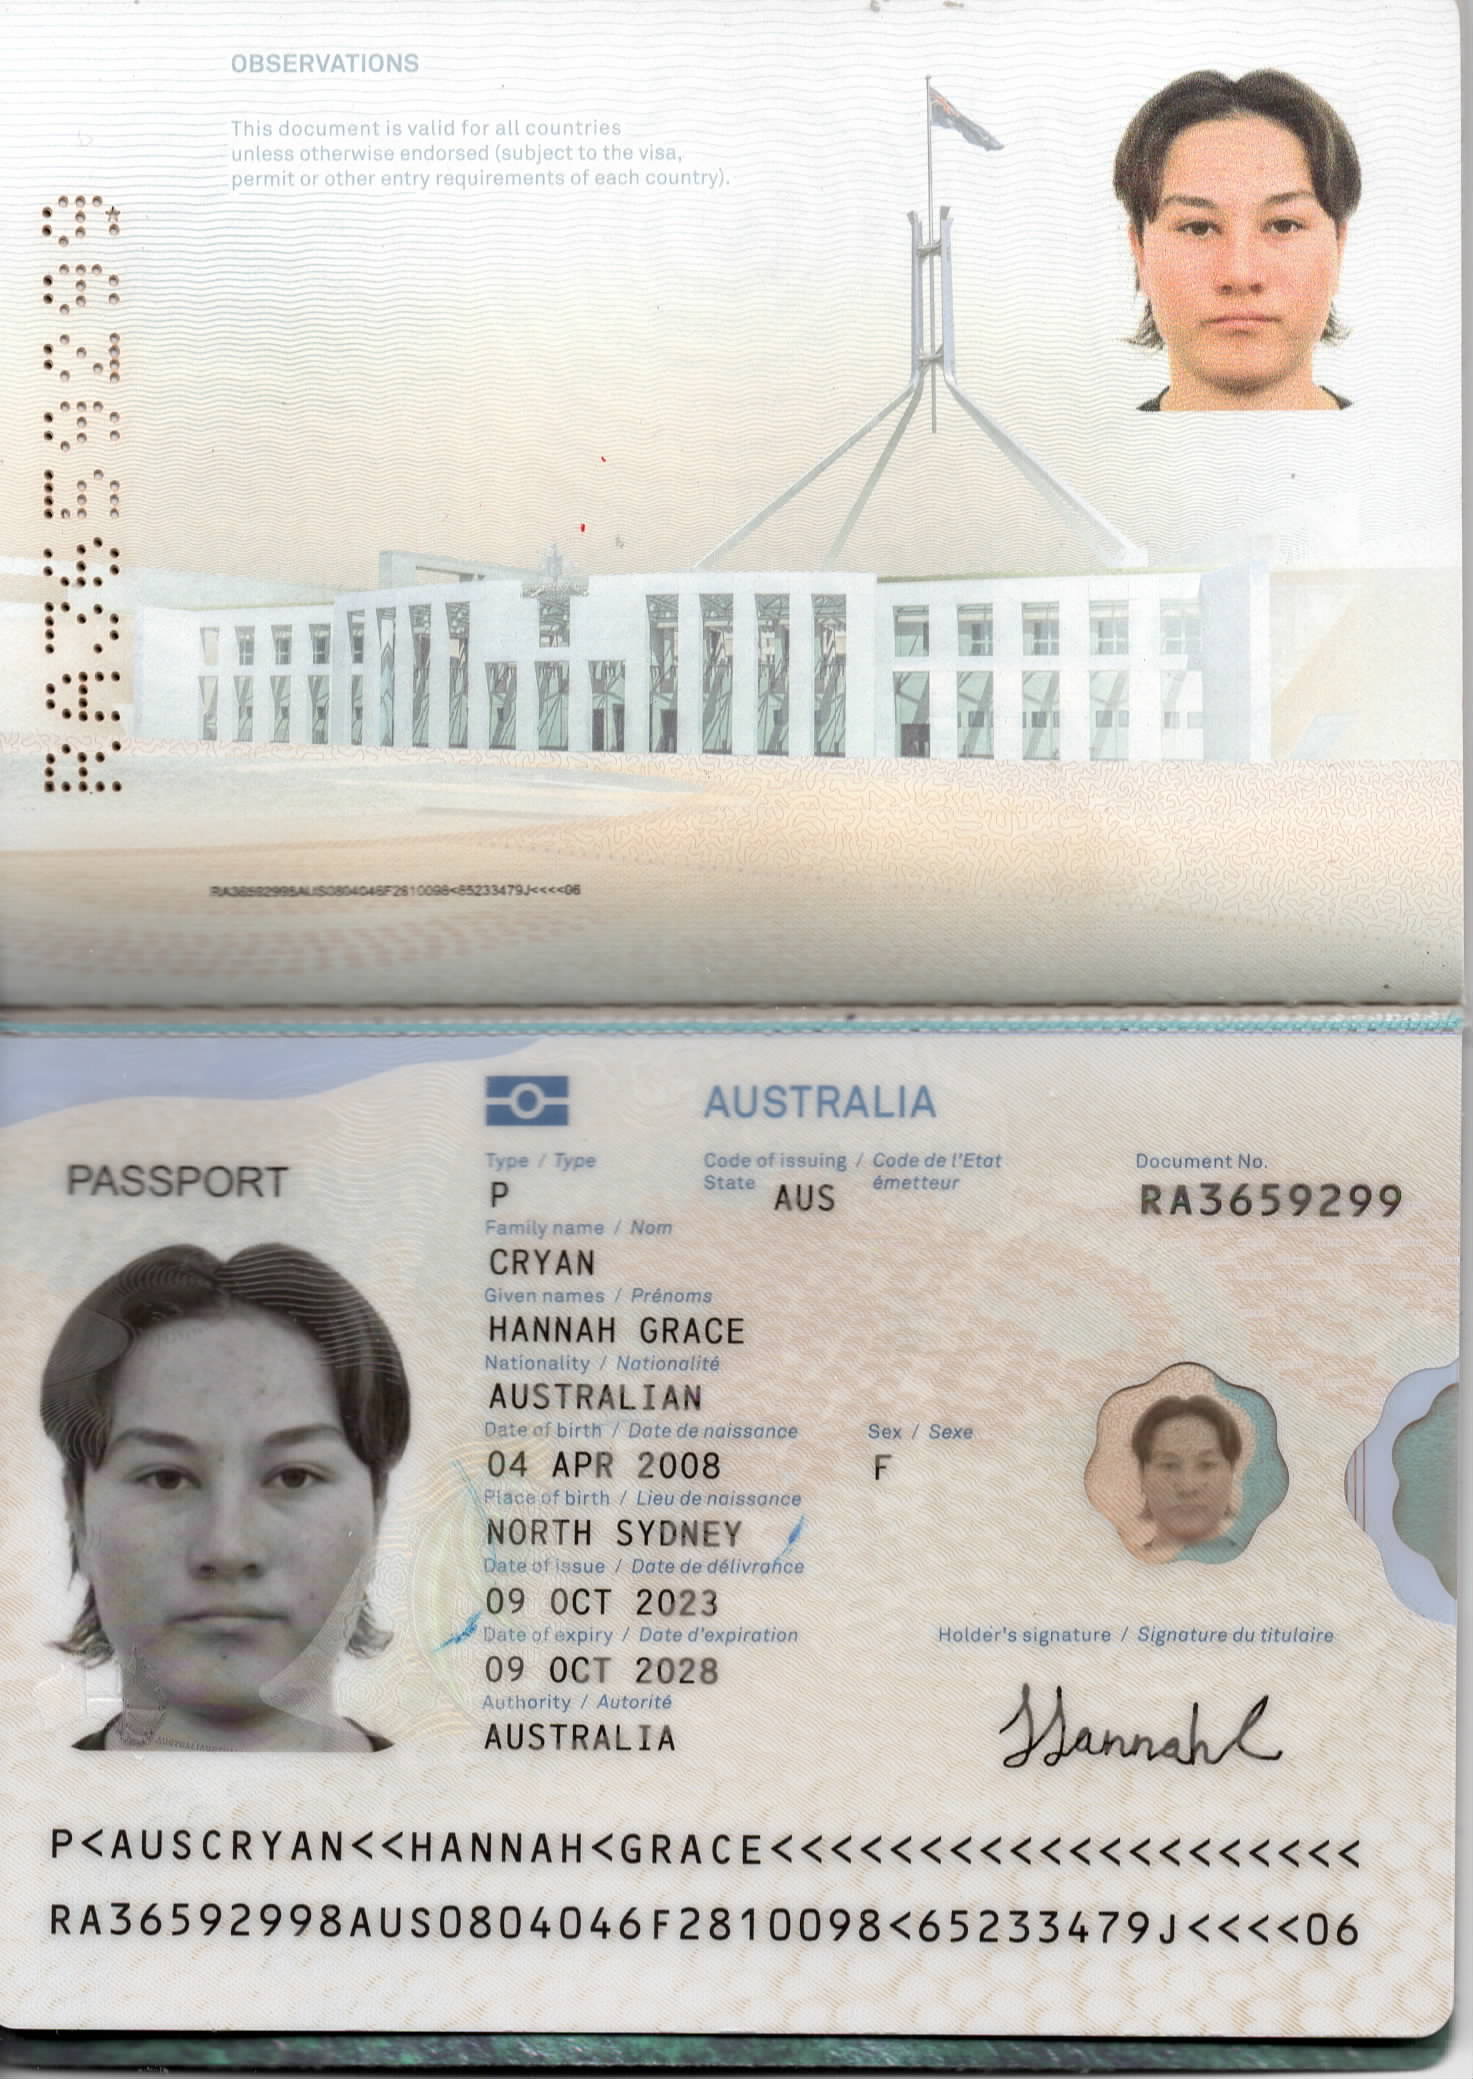 OBSERVATIONS
This document is valid for all countries
unless otherwise endorsed (subject to the visa,
permit or other entry requirements of each country).
RA3659299
RA36592998AUS0804046F2810098<65233479J<<<<06
AUSTRALIA
PASSPORT
Type / Type
P
Code of issuing / Code de l'Etat
State émetteur
AUS
Document No.
RA3659299
Family name / Nom
CRYAN
Given names / Prénoms
HANNAH GRACE
Nationality / Nationalité
AUSTRALIAN
Date of birth / Date de naissance
04 APR 2008
Sex / Sexe
F
Place of birth / Lieu de naissance
NORTH SYDNEY
Date of issue / Date de délivrance
09 OCT 2023
Date of expiry / Date d'expiration
09 OCT 2028
Authority / Autorité
AUSTRALIA
Holder's signature / Signature du titulaire
HannahC
P<AUSCRYAN<<HANNAH<GRACE<<<<<<<<<<<<<<<<<<<<
RA36592998AUS0804046F2810098<65233479J<<<<06